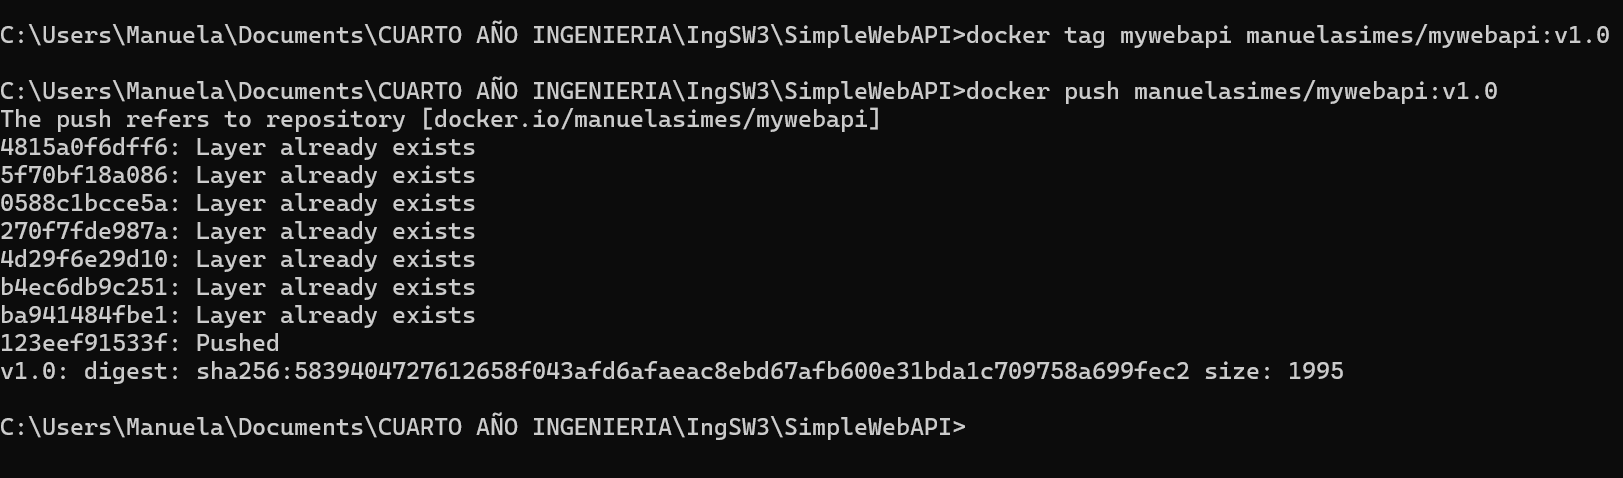 C:\Users\Manuela\Documents\CUARTO AÑO INGENIERIA\IngSW3\SimpleWebAPI>docker tag mywebapi manuelasimes/mywebapi:v1.0
C:\Users\Manuela\Documents\CUARTO AÑO INGENIERIA\IngSW3\SimpleWebAPI>docker push manuelasimes/mywebapi:v1.0
The push refers to repository [docker.io/manuelasimes/mywebapi]
4815a0f6dff6: Layer already exists
5f70bf18a086: Layer already exists
0588c1bcce5a: Layer already exists
270f7fde987a: Layer already exists
4d29f6e29d10: Layer already exists
b4ec6db9c251: Layer already exists
ba941484fbe1: Layer already exists
123eef91533f: Pushed
v1.0: digest: sha256:5839404727612658f043afd6afaeac8ebd67afb600e31bda1c709758a699fec2 size: 1995
C:\Users\Manuela\Documents\CUARTO AÑO INGENIERIA\IngSW3\SimpleWebAPI>